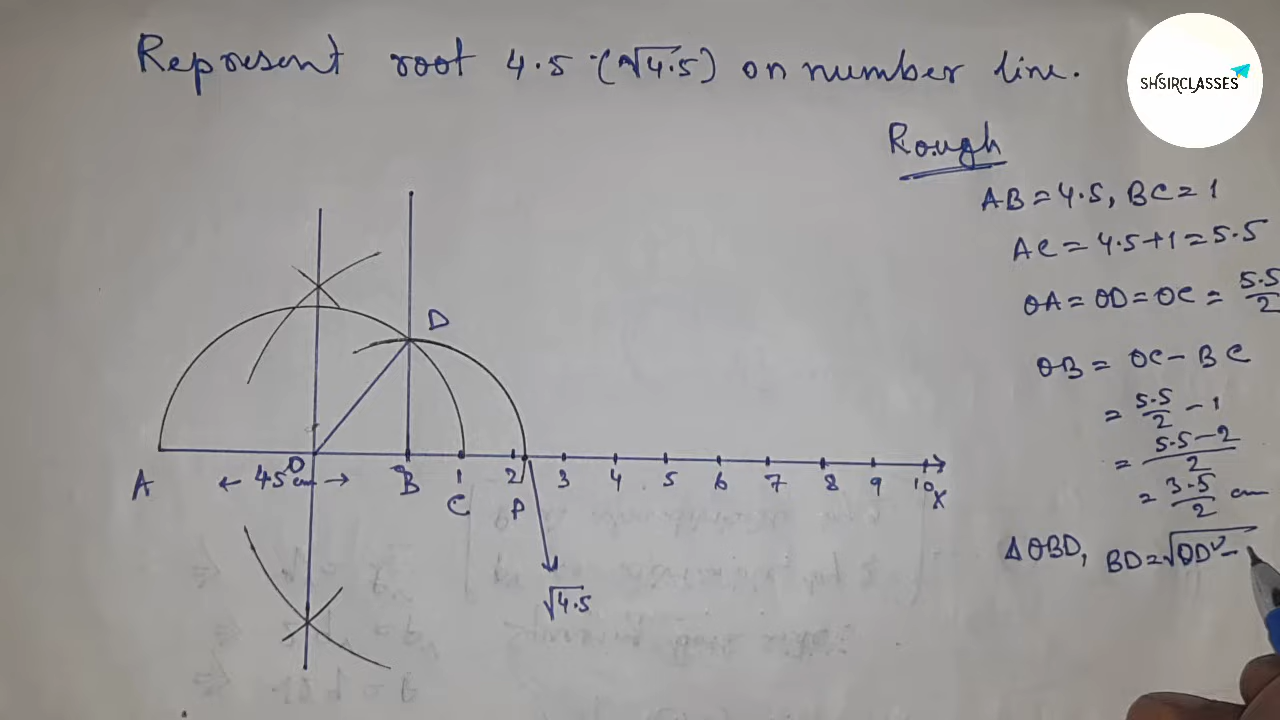 Represent root 4.5 (√4.5) on number line.
SHSIRCLASSES
Rough
AB = 4.5, BC = 1
AC = 4.5+1 = 5.5
OA = OD = OC = 5.5/2
OB = OC - BC
= 5.5/2 - 1
= 5.5-2/2
= 3.5/2 cm
ΔOBD, BD = √OD² -
D
A ← 4.5 cm → O B 1 2 3 4 5 6 7 8 9 10 X
C P
√4.5